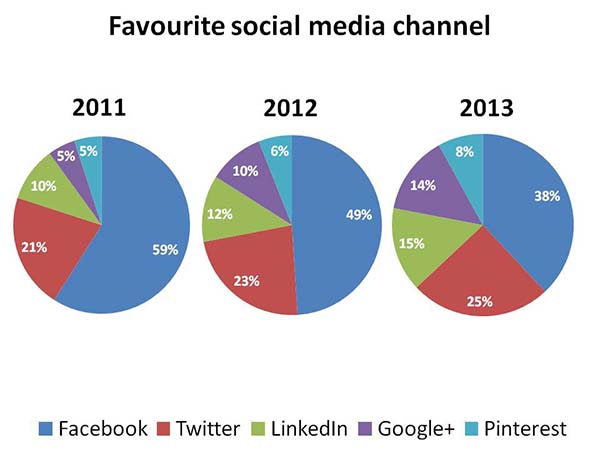 Favourite social media channel
2011 2012 2013
5% 5% 10% 21% 59%
6% 10% 12% 23% 49%
8% 14% 15% 25% 38%
Facebook Twitter LinkedIn Google+ Pinterest